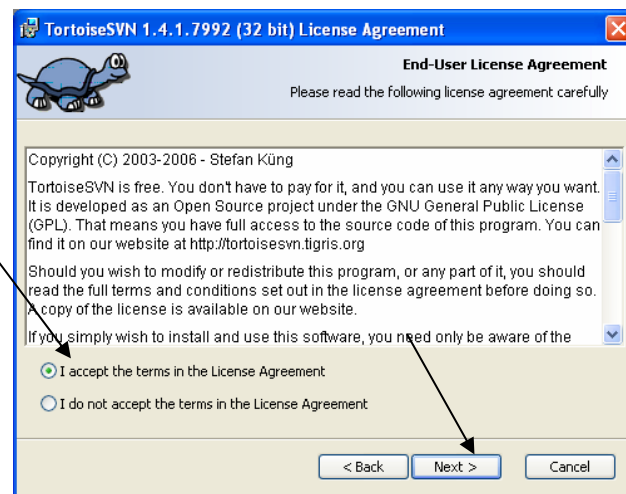 TortoiseSVN 1.4.1.7992 (32 bit) License Agreement
End-User License Agreement
Please read the following license agreement carefully
Copyright (C) 2003-2006 - Stefan Küng
TortoiseSVN is free. You don't have to pay for it, and you can use it any way you want.
It is developed as an Open Source project under the GNU General Public License
(GPL). That means you have full access to the source code of this program. You can
find it on our website at http://tortoisesvn.tigris.org
Should you wish to modify or redistribute this program, or any part of it, you should
read the full terms and conditions set out in the license agreement before doing so.
A copy of the license is available on our website.
If you simply wish to install and use this software, you need only be aware of the
I accept the terms in the License Agreement
I do not accept the terms in the License Agreement
< Back Next > Cancel